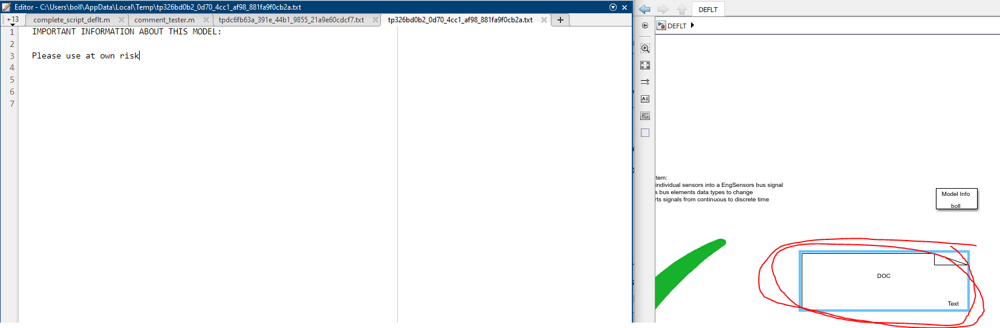 Editor - C:\Users\boll\AppData\Local\Temp\tp326bd0b2_0d70_4cc1_af98_881fa9f0cb2a.txt
+13 complete_script_deflt.m comment_tester.m tpdc6fb63a_391e_44b1_9855_21a9e60cdcf7.txt tp326bd0b2_0d70_4cc1_af98_881fa9f0cb2a.txt
1 IMPORTANT INFORMATION ABOUT THIS MODEL:
2
3 Please use at own risk
4
5
6
7
DEFLT
DEFLT
tem:
individual sensors into a EngSensors bus signal
s bus elements data types to change
rts signals from continuous to discrete time
Model Info
boll
DOC
Text